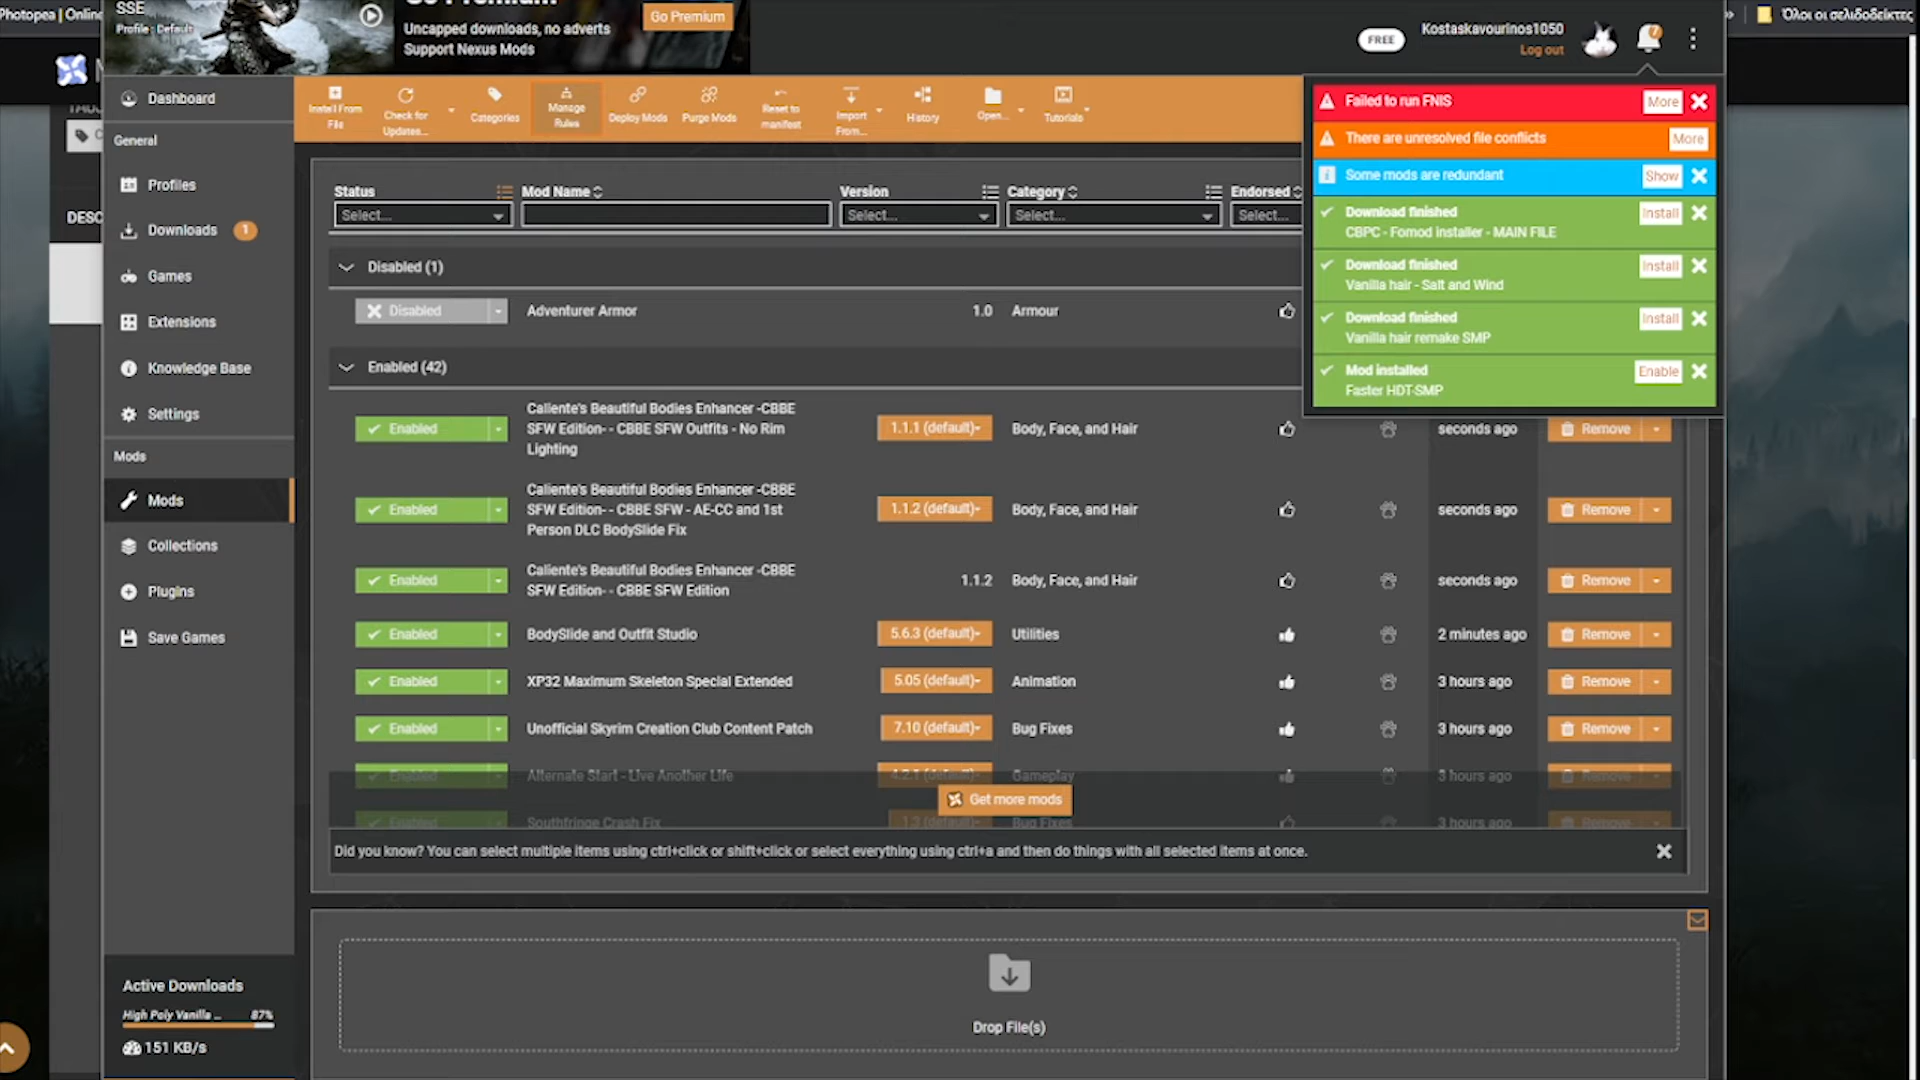 Photopea | Online
SSE
Profile : Default
Uncapped downloads, no adverts
Support Nexus Mods
Go Premium
FREE
Kostaskavourinos1050
Log out
7
» Όλοι οι σελιδοδείκτες
Dashboard
General
Profiles
Downloads 1
Games
Extensions
Knowledge Base
Settings
Mods
Mods
Collections
Plugins
Save Games
Active Downloads
High Poly Vanilla ... 87%
151 KB/s
DESC
Install From File
Check for Updates...
Categories
Manage Rules
Deploy Mods
Purge Mods
Reset to manifest
Import From...
History
Open...
Tutorials
Failed to run FNIS More
There are unresolved file conflicts More
Some mods are redundant Show
Download finished Install
CBPC - Fomod installer - MAIN FILE
Download finished Install
Vanilla hair - Salt and Wind
Download finished Install
Vanilla hair remake SMP
Mod installed Enable
Faster HDT-SMP
Status Mod Name Version Category Endorsed
Select... Select... Select... Select...
Disabled (1)
Disabled Adventurer Armor 1.0 Armour
Enabled (42)
Caliente's Beautiful Bodies Enhancer -CBBE
Enabled SFW Edition- - CBBE SFW Outfits - No Rim 1.1.1 (default) Body, Face, and Hair seconds ago Remove
Lighting
Caliente's Beautiful Bodies Enhancer -CBBE
Enabled SFW Edition- - CBBE SFW - AE-CC and 1st 1.1.2 (default) Body, Face, and Hair seconds ago Remove
Person DLC BodySlide Fix
Caliente's Beautiful Bodies Enhancer -CBBE
Enabled SFW Edition- - CBBE SFW Edition 1.1.2 Body, Face, and Hair seconds ago Remove
Enabled BodySlide and Outfit Studio 5.6.3 (default) Utilities 2 minutes ago Remove
Enabled XP32 Maximum Skeleton Special Extended 5.05 (default) Animation 3 hours ago Remove
Enabled Unofficial Skyrim Creation Club Content Patch 7.10 (default) Bug Fixes 3 hours ago Remove
Enabled Alternate Start - Live Another Life 4.2.1 (default) Gameplay 3 hours ago Remove
Get more mods
Enabled Southfringe Crash Fix 1.3 (default) Bug Fixes 3 hours ago Remove
Did you know? You can select multiple items using ctrl+click or shift+click or select everything using ctrl+a and then do things with all selected items at once.
Drop File(s)